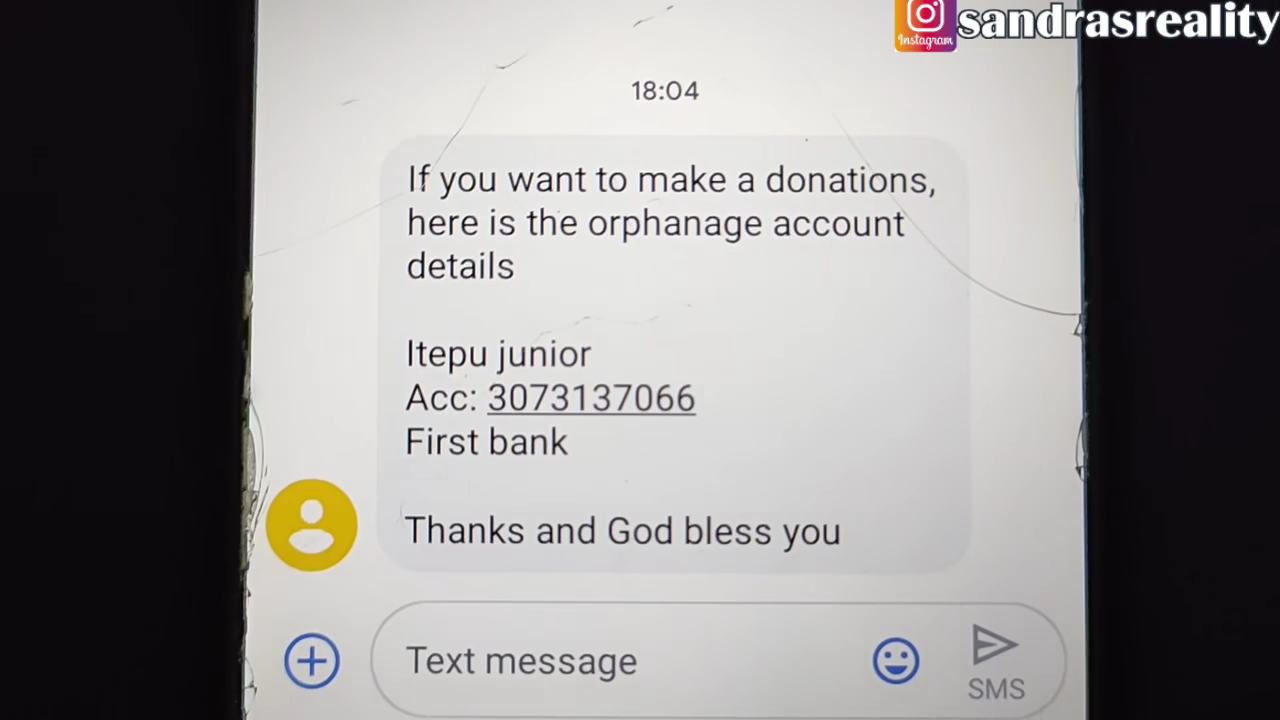 Instagram
sandrasreality
18:04
If you want to make a donations,
here is the orphanage account
details
Itepu junior
Acc: 3073137066
First bank
Thanks and God bless you
Text message
SMS